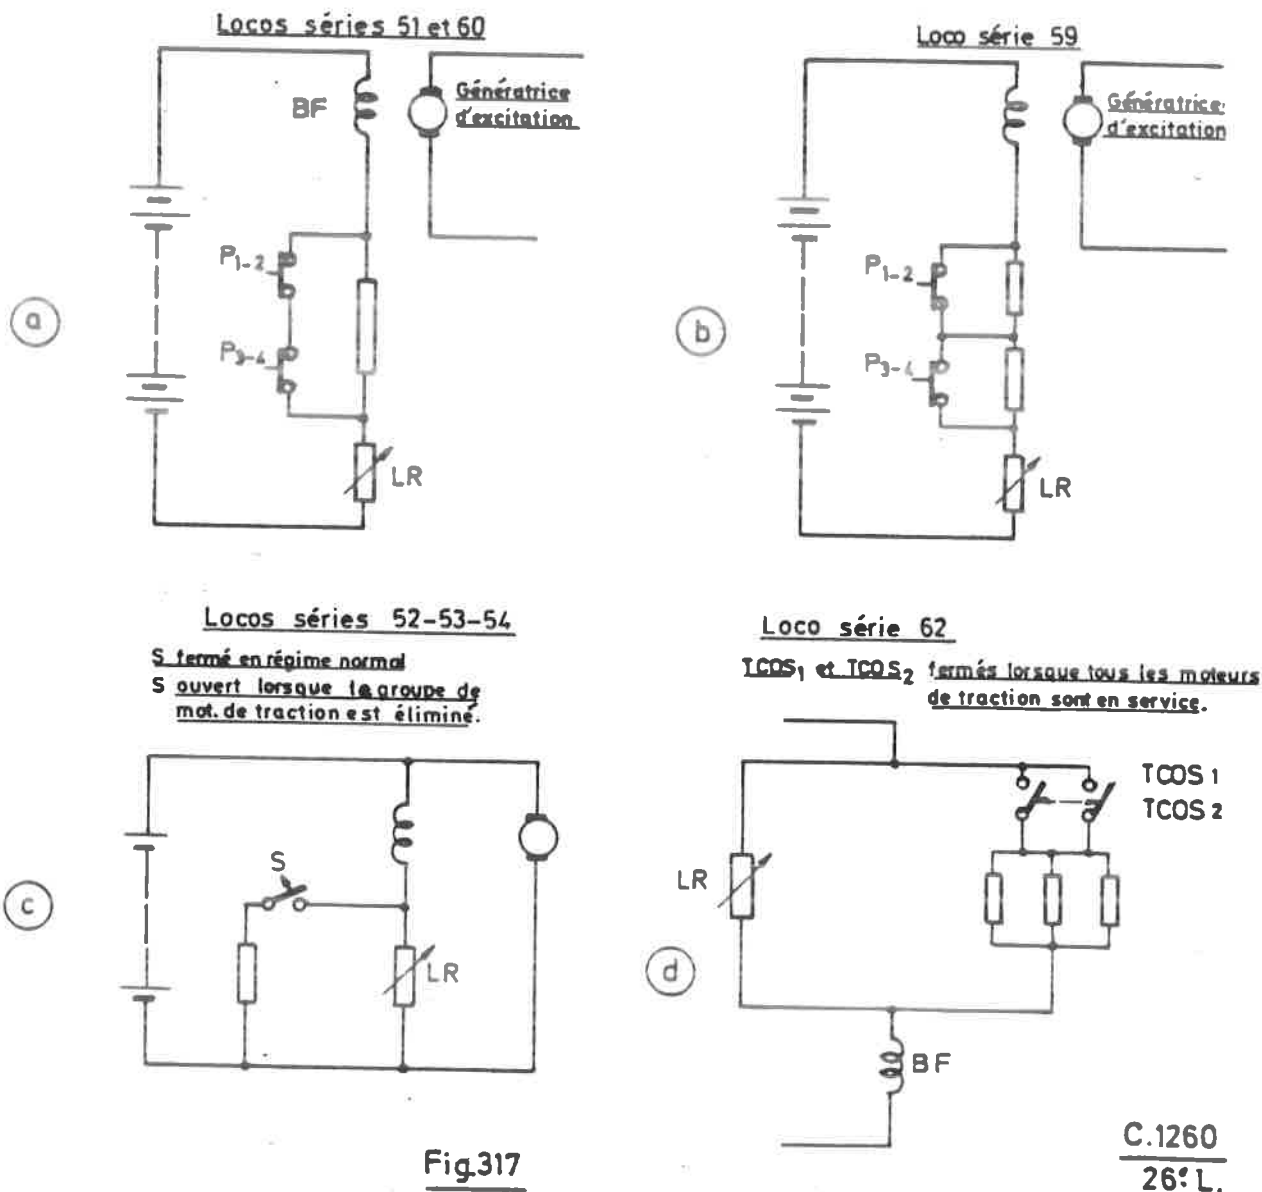 Locos séries 51 et 60
BF
Génératrice
d'excitation
P1-2
P3-4
a
LR
Loco série 59
Génératrice
d'excitation
P1-2
P3-4
b
LR
Locos séries 52-53-54
S fermé en régime normal
S ouvert lorsque le groupe de
mot. de traction est éliminé.
S
c
LR
Loco série 62
TCOS1 et TCOS2 fermés lorsque tous les moteurs
de traction sont en service.
TCOS 1
TCOS 2
LR
d
BF
Fig.317
C.1260
26e L.